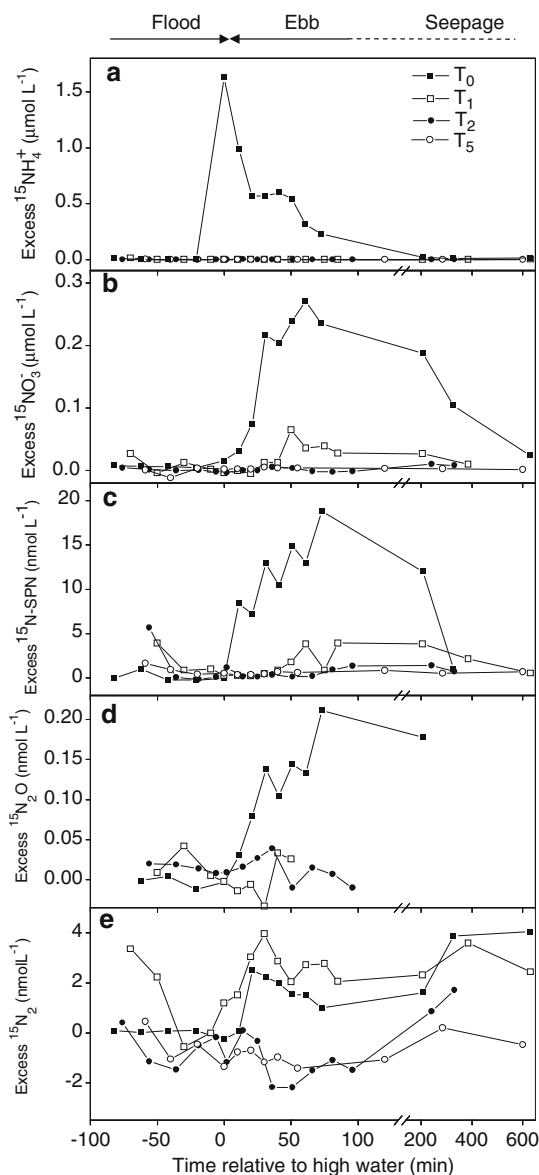 Flood Ebb Seepage
a
T₀
T₁
T₂
T₅
Excess ¹⁵NH₄⁺ (µmol L⁻¹)
1.5
1.0
0.5
0.0
b
Excess ¹⁵NO₃⁻ (µmol L⁻¹)
0.3
0.2
0.1
0.0
c
Excess ¹⁵N-SPN (nmol L⁻¹)
20
15
10
5
0
d
Excess ¹⁵N₂O (nmol L⁻¹)
0.20
0.15
0.10
0.05
0.00
e
Excess ¹⁵N₂ (nmolL⁻¹)
4
2
0
-2
-100 -50 0 50 100 200 400 600
Time relative to high water (min)